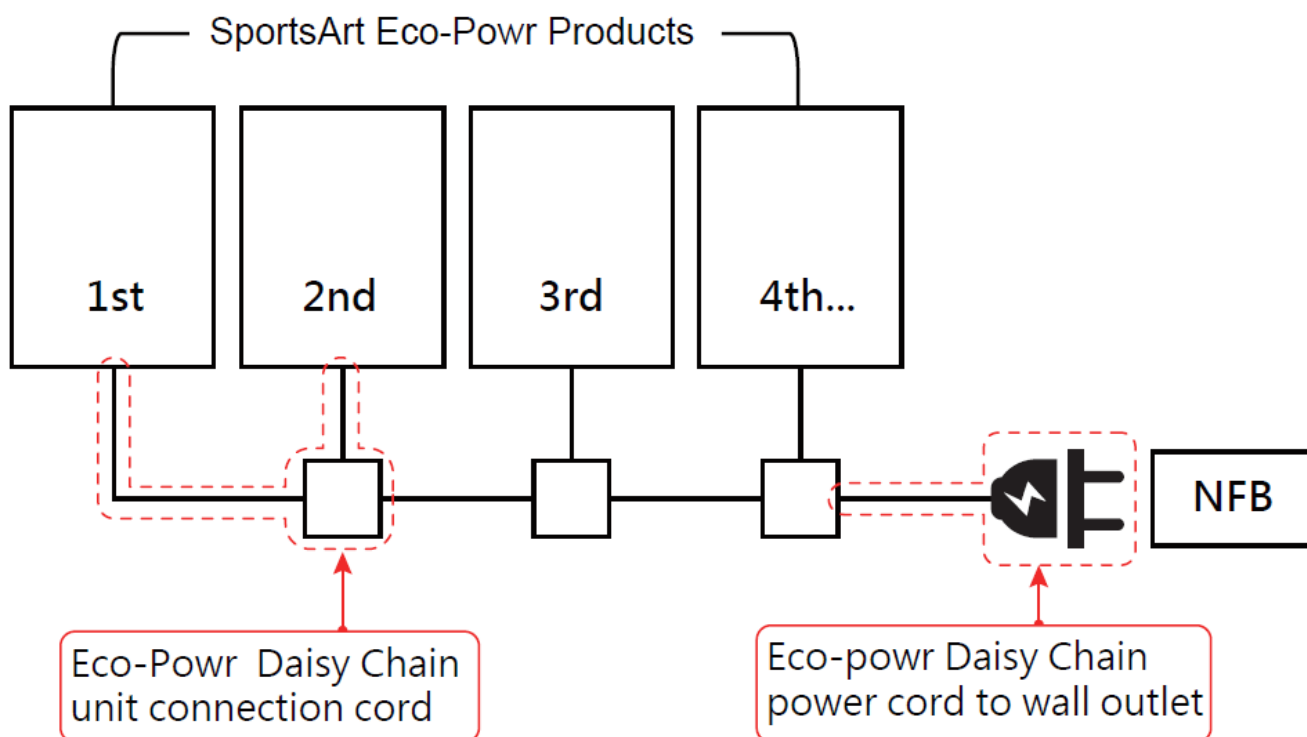 SportsArt Eco-Powr Products
1st
2nd
3rd
4th...
NFB
Eco-Powr Daisy Chain
unit connection cord
Eco-powr Daisy Chain
power cord to wall outlet